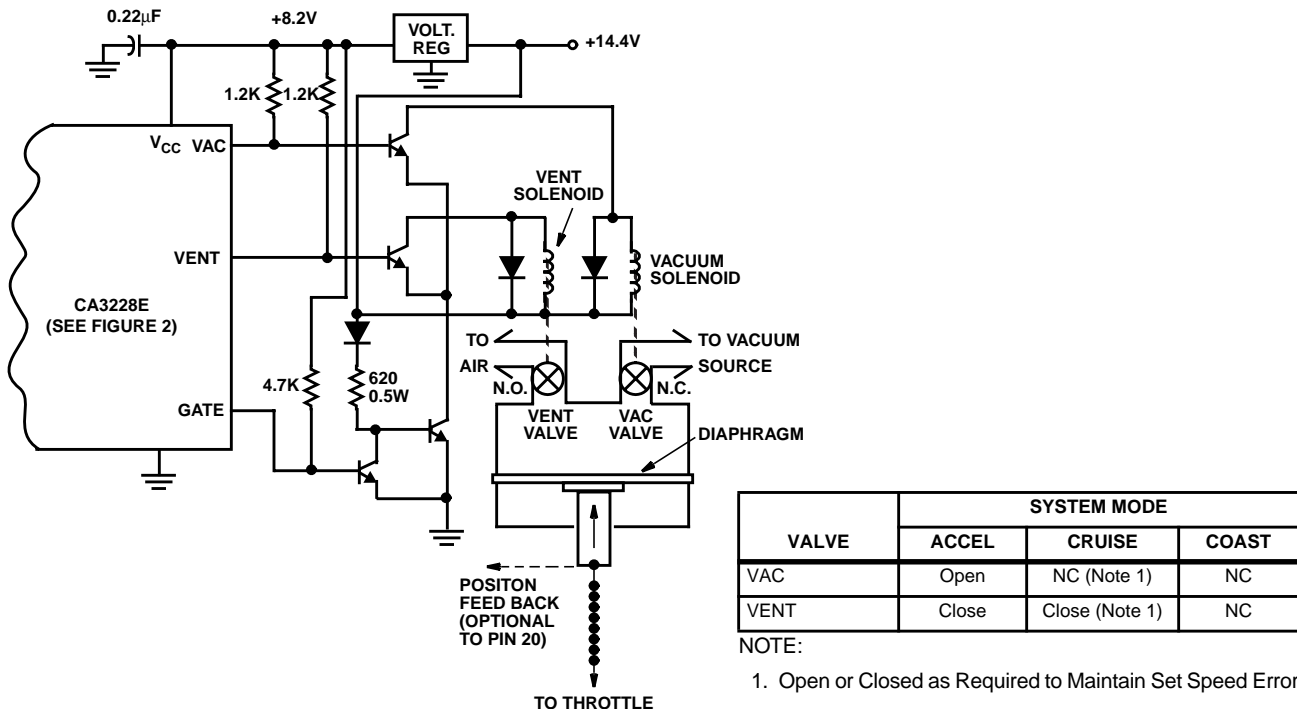 0.22µF
+8.2V
VOLT.
REG
+14.4V
1.2K
1.2K
VCC VAC
VENT
SOLENOID
VENT
VACUUM
SOLENOID
CA3228E
(SEE FIGURE 2)
TO
AIR
TO VACUUM
SOURCE
4.7K
620
0.5W
N.O.
N.C.
VENT
VALVE
VAC
VALVE
GATE
DIAPHRAGM
POSITON
FEED BACK
(OPTIONAL
TO PIN 20)
TO THROTTLE
VALVE SYSTEM MODE
ACCEL CRUISE COAST
VAC Open NC (Note 1) NC
VENT Close Close (Note 1) NC
NOTE:
1. Open or Closed as Required to Maintain Set Speed Error